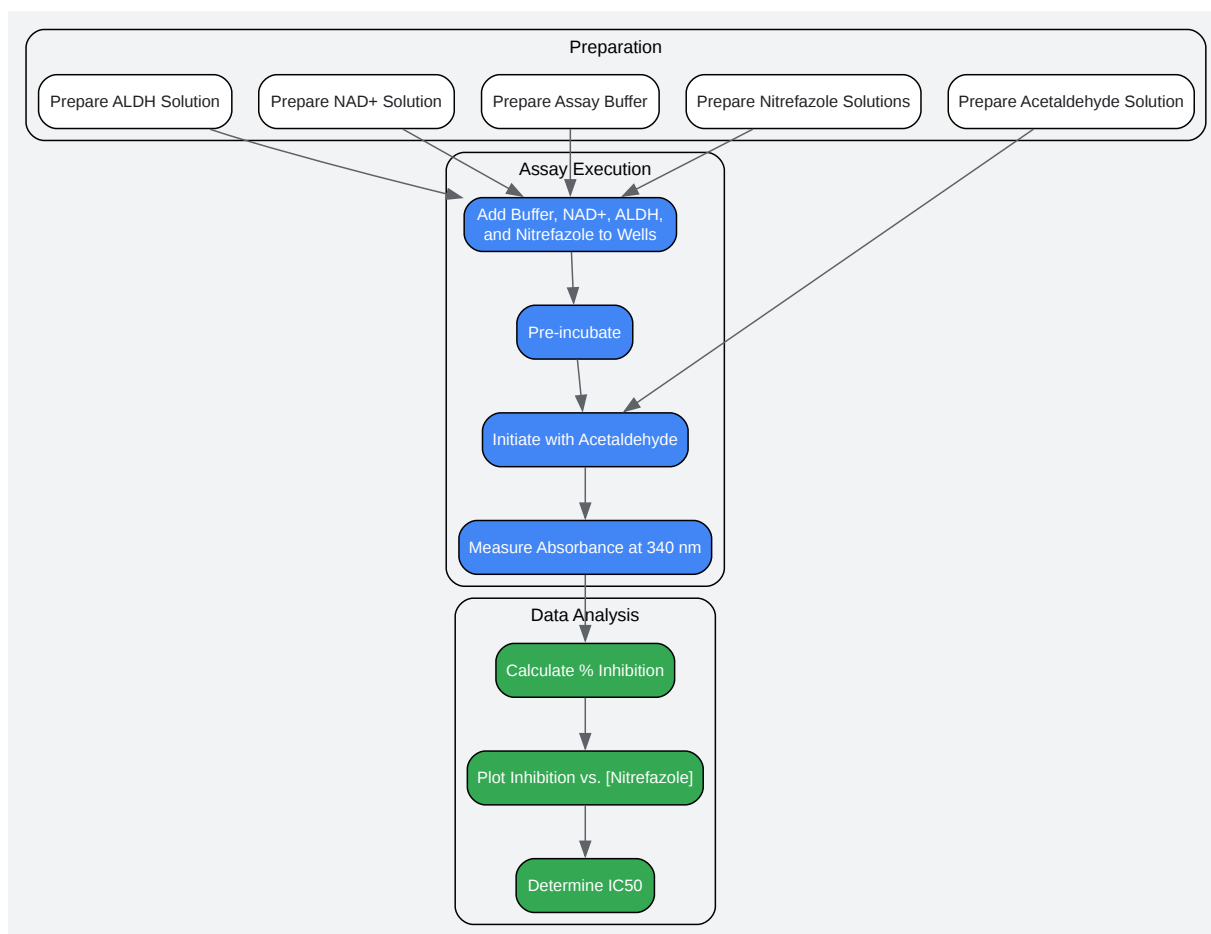 Preparation
Prepare ALDH Solution
Prepare NAD+ Solution
Prepare Assay Buffer
Prepare Nitrefazole Solutions
Prepare Acetaldehyde Solution
Assay Execution
Add Buffer, NAD+, ALDH,
and Nitrefazole to Wells
Pre-incubate
Initiate with Acetaldehyde
Measure Absorbance at 340 nm
Data Analysis
Calculate % Inhibition
Plot Inhibition vs. [Nitrefazole]
Determine IC50